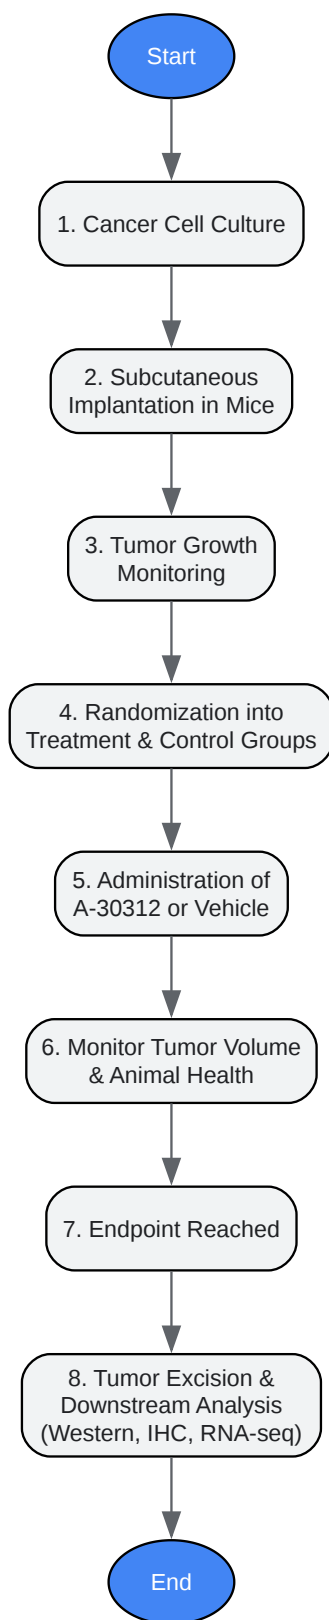 Start
1. Cancer Cell Culture
2. Subcutaneous
Implantation in Mice
3. Tumor Growth
Monitoring
4. Randomization into
Treatment & Control Groups
5. Administration of
A-30312 or Vehicle
6. Monitor Tumor Volume
& Animal Health
7. Endpoint Reached
8. Tumor Excision &
Downstream Analysis
(Western, IHC, RNA-seq)
End